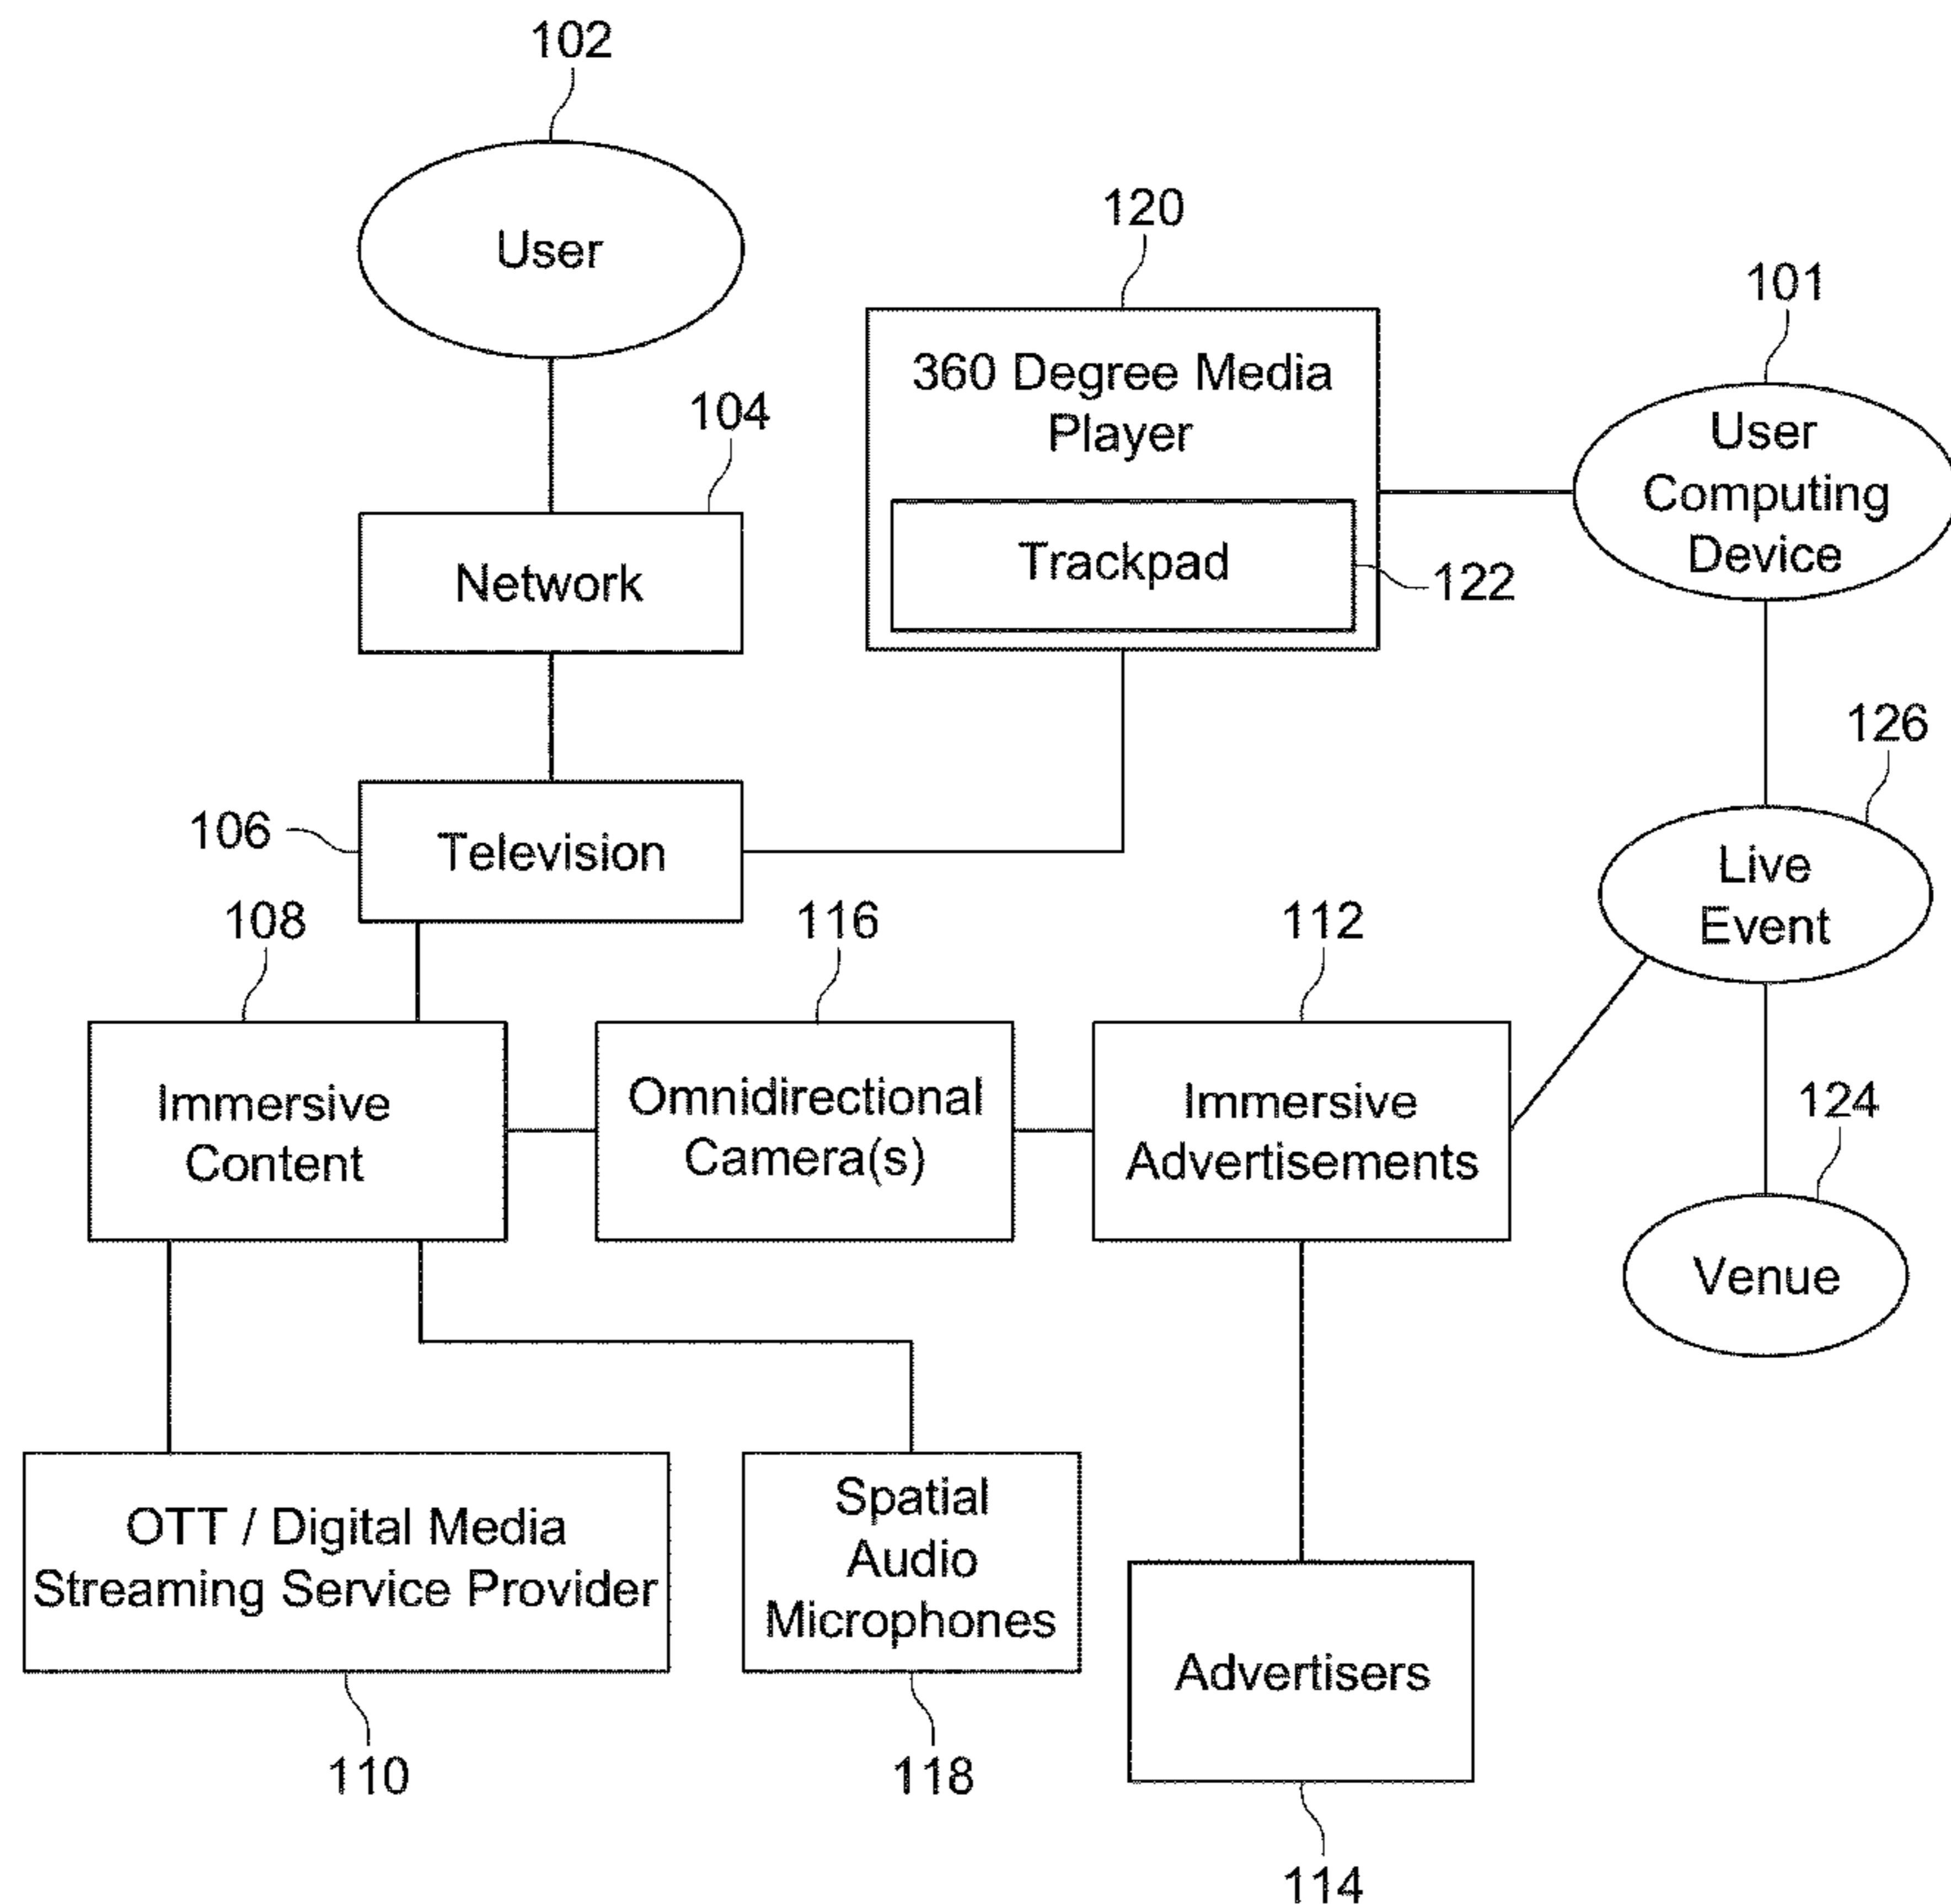 102
User
120
360 Degree Media
Player
101
User
Computing
Device
104
Network
Trackpad
122
126
106
Television
Live
Event
108
116
112
Immersive
Content
Omnidirectional
Camera(s)
Immersive
Advertisements
124
Venue
OTT / Digital Media
Streaming Service Provider
Spatial
Audio
Microphones
Advertisers
110
118
114